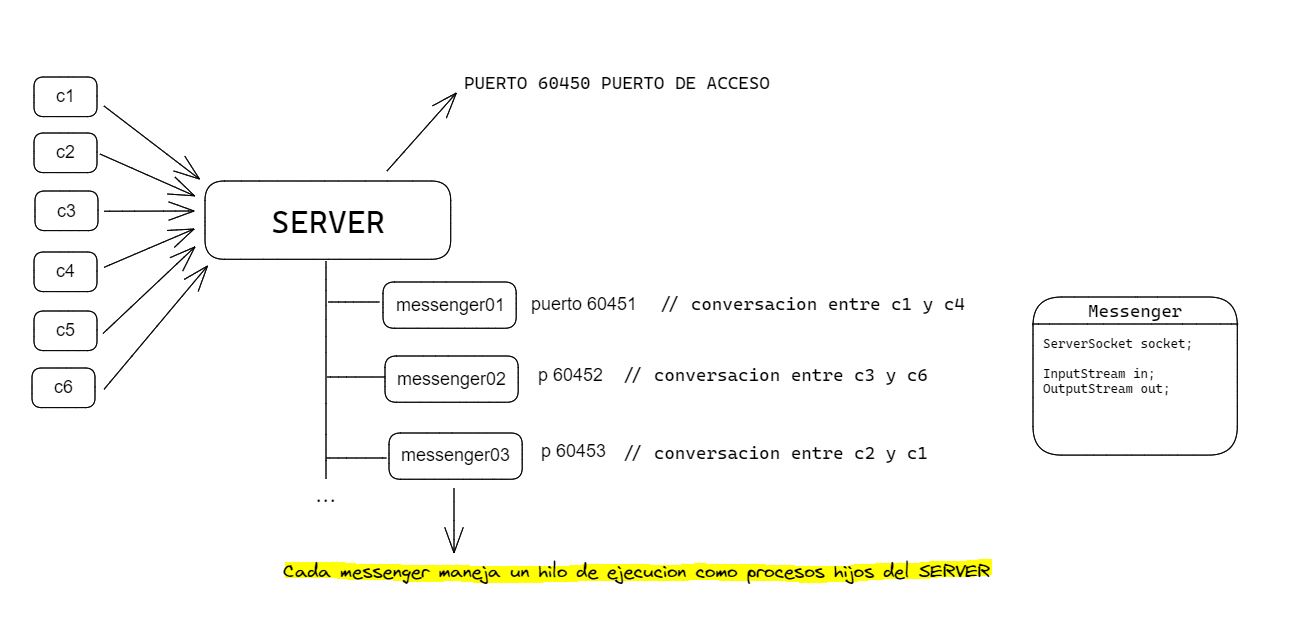 PUERTO 60450 PUERTO DE ACCESO
c1
c2
c3
c4
c5
c6
SERVER
messenger01 puerto 60451 // conversacion entre c1 y c4
messenger02 p 60452 // conversacion entre c3 y c6
messenger03 p 60453 // conversacion entre c2 y c1
...
Cada messenger maneja un hilo de ejecucion como procesos hijos del SERVER
Messenger
ServerSocket socket;
InputStream in;
OutputStream out;